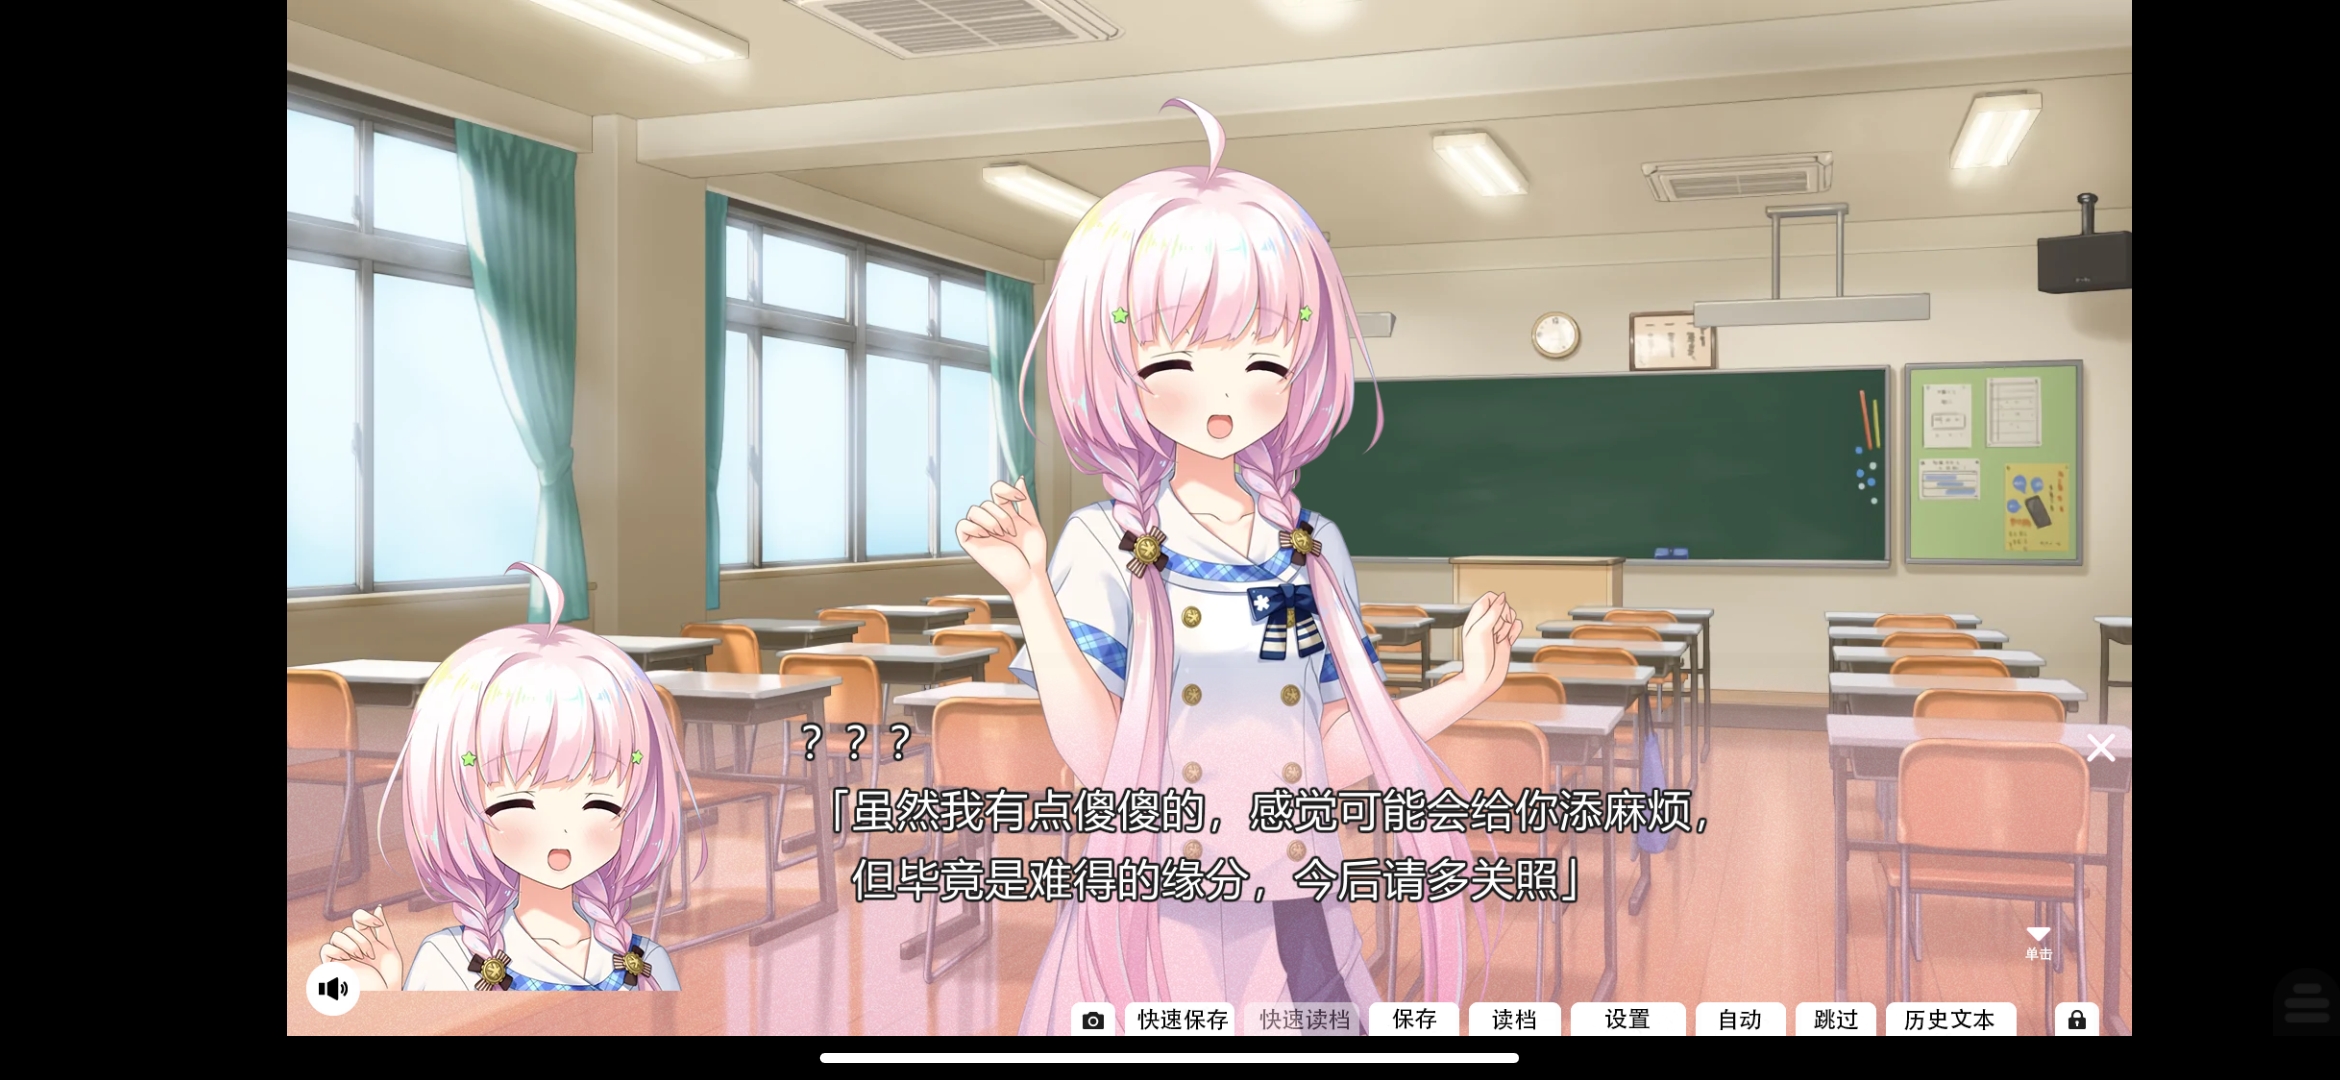 ？？？
「虽然我有点傻傻的，感觉可能会给你添麻烦，
但毕竟是难得的缘分，今后请多关照」
单击
快速保存 快速读档 保存 读档 设置 自动 跳过 历史文本